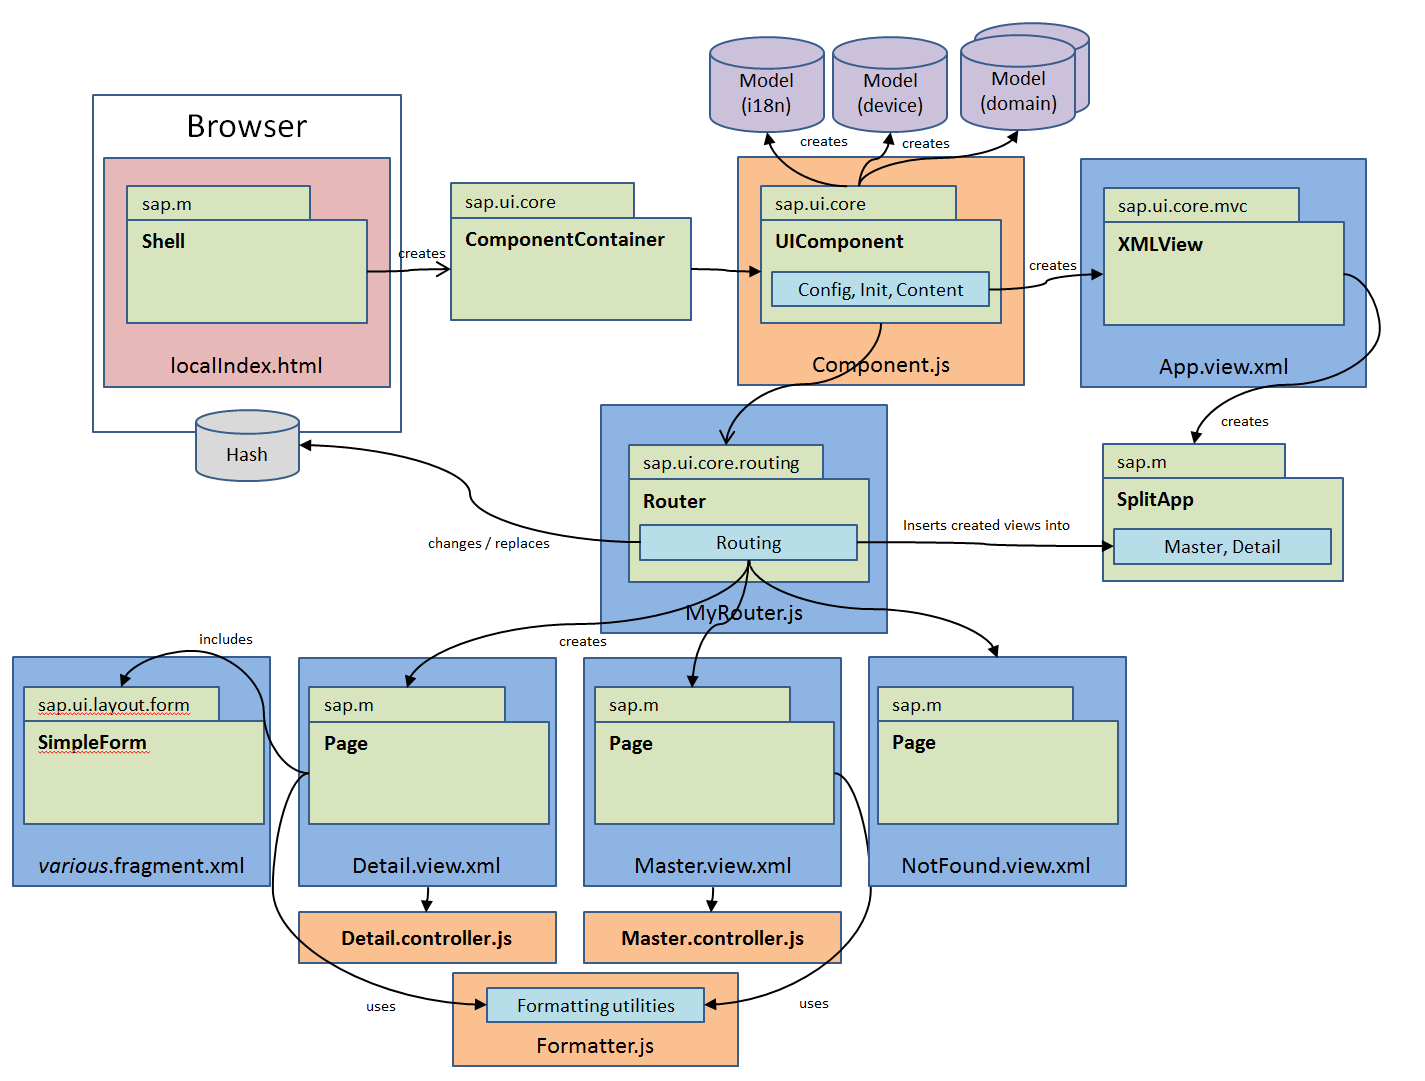 Model
(i18n)
Model
(device)
Model
(domain)
creates
creates
Browser
sap.m
Shell
localIndex.html
creates
sap.ui.core
ComponentContainer
sap.ui.core
UIComponent
Config, Init, Content
Component.js
creates
sap.ui.core.mvc
XMLView
App.view.xml
creates
Hash
changes / replaces
sap.ui.core.routing
Router
Routing
MyRouter.js
Inserts created views into
sap.m
SplitApp
Master, Detail
includes
creates
sap.ui.layout.form
SimpleForm
various.fragment.xml
sap.m
Page
Detail.view.xml
sap.m
Page
Master.view.xml
sap.m
Page
NotFound.view.xml
Detail.controller.js
Master.controller.js
uses
Formatting utilities
uses
Formatter.js